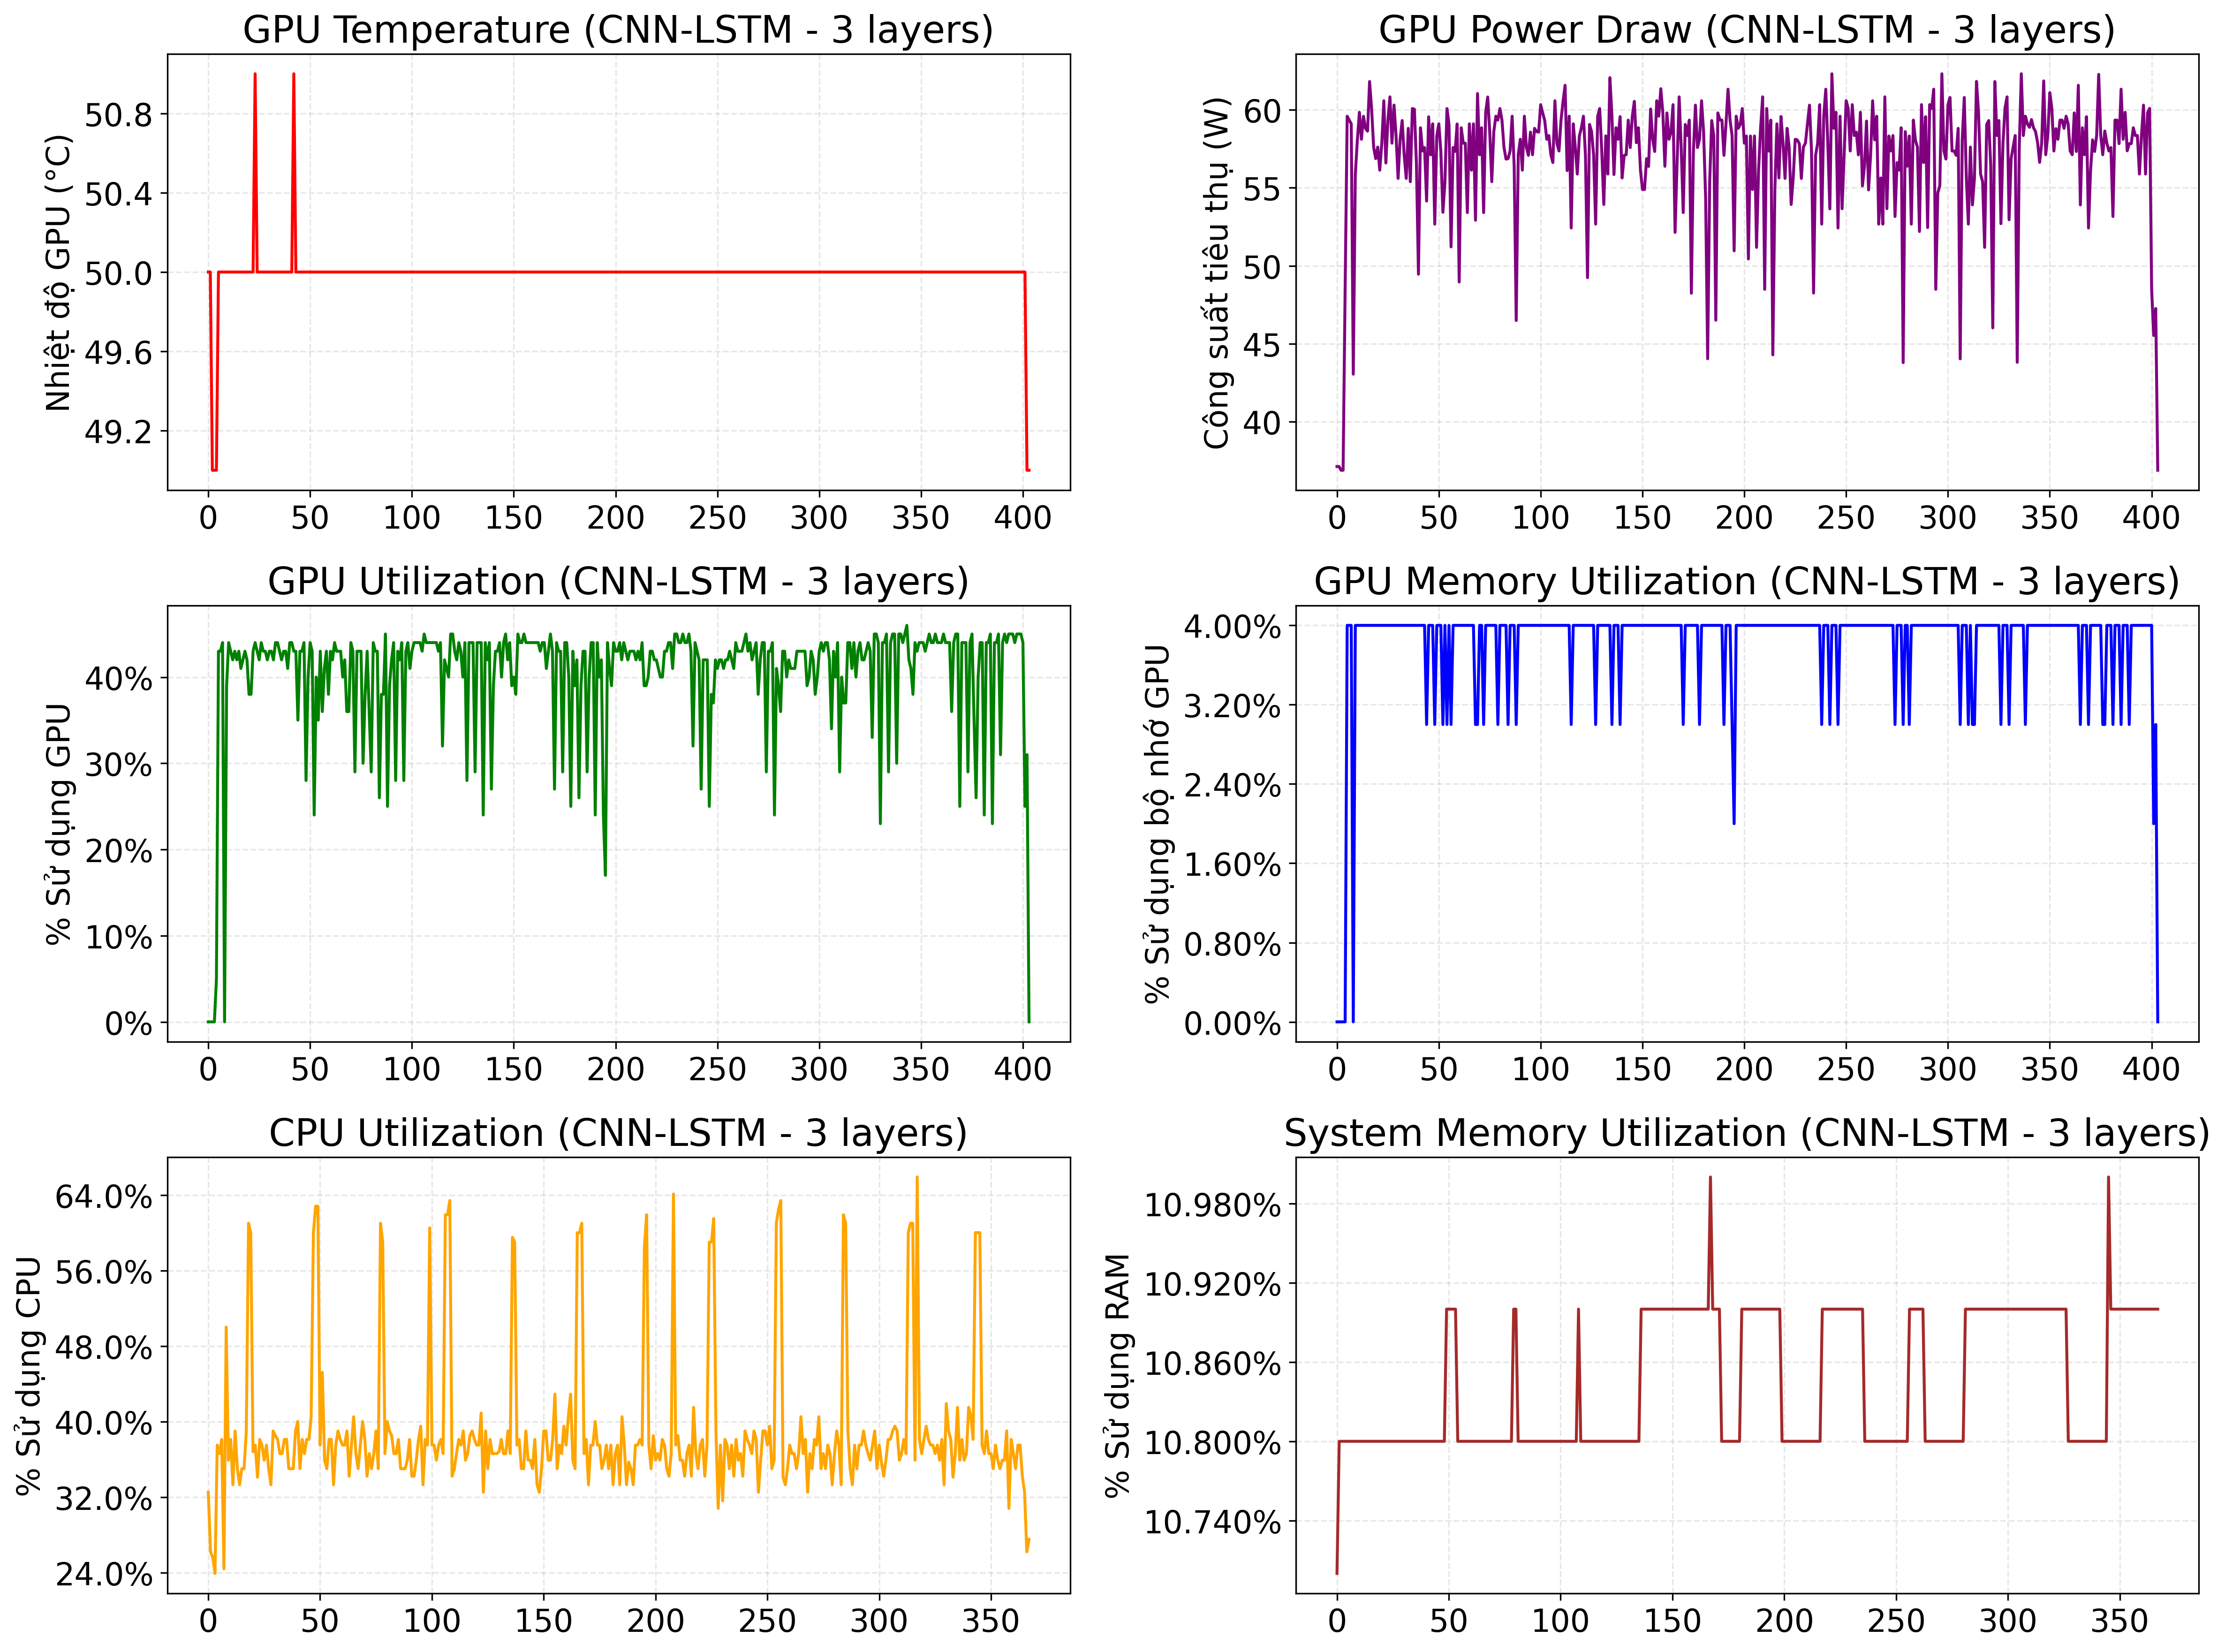 GPU Temperature (CNN-LSTM - 3 layers)
Nhiệt độ GPU (°C)
50.8
50.4
50.0
49.6
49.2
0 50 100 150 200 250 300 350 400
GPU Power Draw (CNN-LSTM - 3 layers)
Công suất tiêu thụ (W)
60
55
50
45
40
0 50 100 150 200 250 300 350 400
GPU Utilization (CNN-LSTM - 3 layers)
% Sử dụng GPU
40%
30%
20%
10%
0%
0 50 100 150 200 250 300 350 400
GPU Memory Utilization (CNN-LSTM - 3 layers)
% Sử dụng bộ nhớ GPU
4.00%
3.20%
2.40%
1.60%
0.80%
0.00%
0 50 100 150 200 250 300 350 400
CPU Utilization (CNN-LSTM - 3 layers)
% Sử dụng CPU
64.0%
56.0%
48.0%
40.0%
32.0%
24.0%
0 50 100 150 200 250 300 350
System Memory Utilization (CNN-LSTM - 3 layers)
% Sử dụng RAM
10.980%
10.920%
10.860%
10.800%
10.740%
0 50 100 150 200 250 300 350